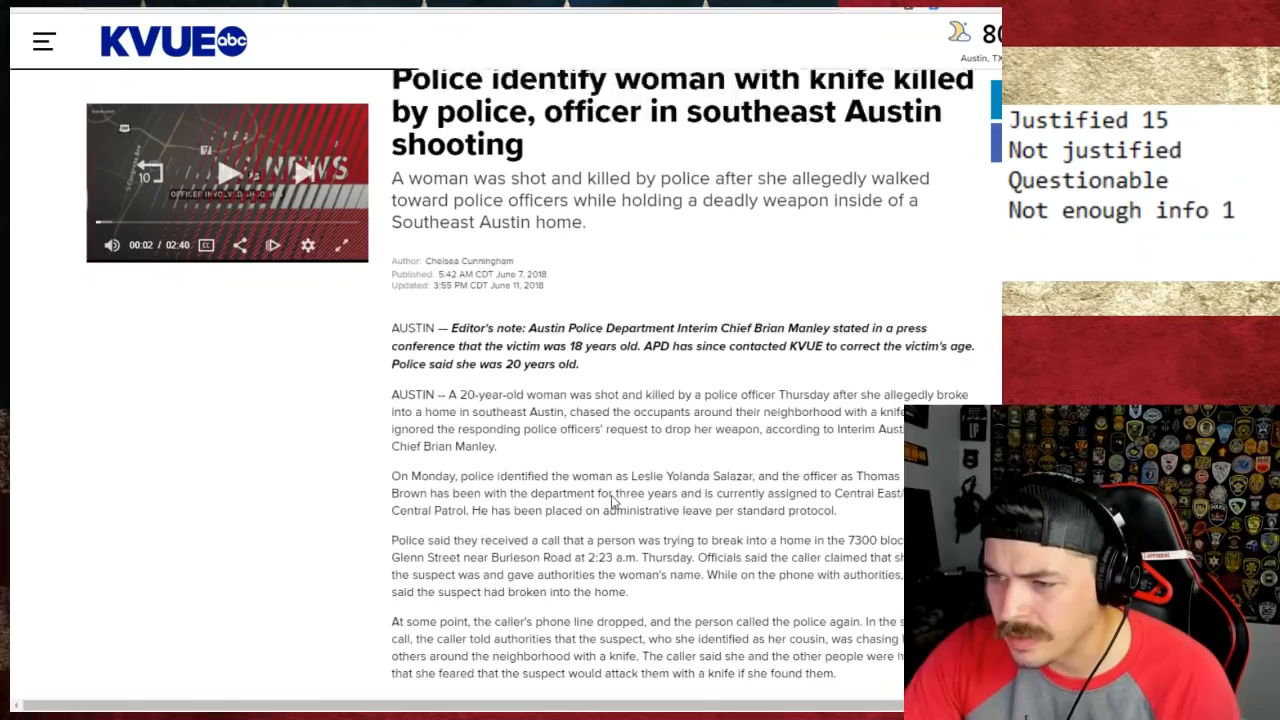 KVUE abc
80
Austin, TX
Police identify woman with knife killed
by police, officer in southeast Austin
shooting
A woman was shot and killed by police after she allegedly walked
toward police officers while holding a deadly weapon inside of a
Southeast Austin home.
Author: Chelsea Cunningham
Published: 5:42 AM CDT June 7, 2018
Updated: 3:55 PM CDT June 11, 2018
AUSTIN — Editor's note: Austin Police Department Interim Chief Brian Manley stated in a press
conference that the victim was 18 years old. APD has since contacted KVUE to correct the victim's age.
Police said she was 20 years old.
AUSTIN -- A 20-year-old woman was shot and killed by a police officer Thursday after she allegedly broke
into a home in southeast Austin, chased the occupants around their neighborhood with a knife
ignored the responding police officers' request to drop her weapon, according to Interim
Chief Brian Manley.
On Monday, police identified the woman as Leslie Yolanda Salazar, and the officer as Thomas
Brown has been with the department for three years and is currently assigned to Central East/
Central Patrol. He has been placed on administrative leave per standard protocol.
Police said they received a call that a person was trying to break into a home in the 7300
Glenn Street near Burleson Road at 2:23 a.m. Thursday. Officials said the caller claimed that
the suspect was and gave authorities the woman's name. While on the phone with authorities,
said the suspect had broken into the home.
At some point, the caller's phone line dropped, and the person called the police again. In the
call, the caller told authorities that the suspect, who she identified as her cousin, was chasing
others around the neighborhood with a knife. The caller said she and the other people were
that she feared that the suspect would attack them with a knife if she found them.
NEWS
OFFICER INVOLVED SHOOTING
10
00:02 / 02:40
CC
Justified 15
Not justified
Questionable
Not enough info 1